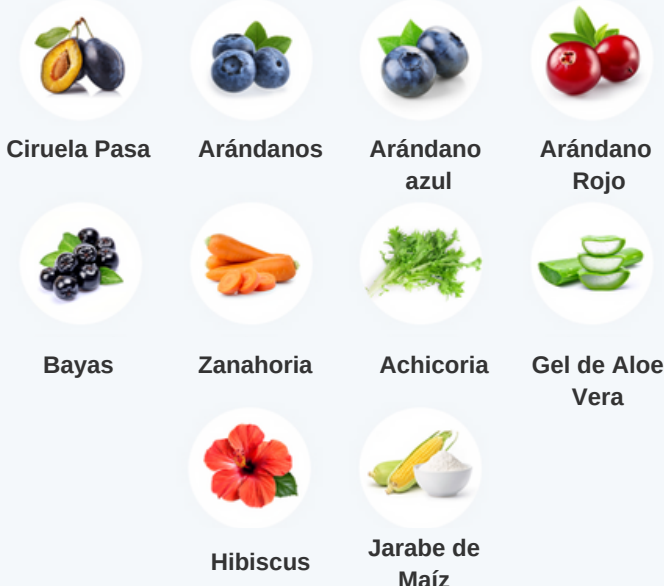 Ciruela Pasa
Arándanos
Arándano
azul
Arándano
Rojo
Bayas
Zanahoria
Achicoria
Gel de Aloe
Vera
Hibiscus
Jarabe de
Maíz